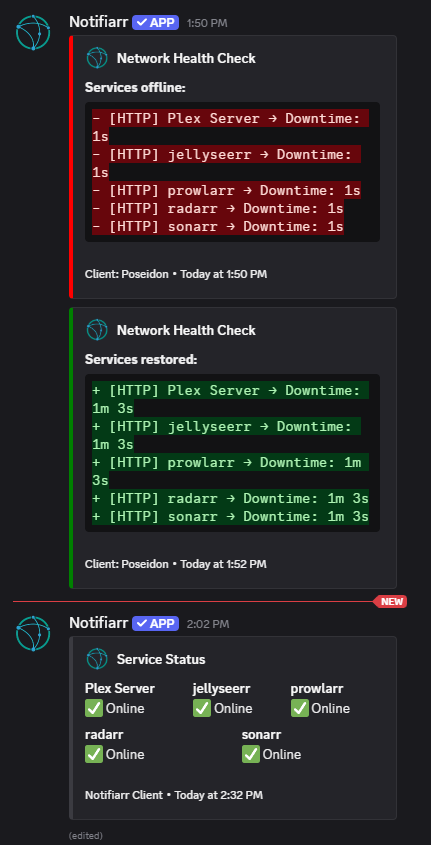 Notifiarr ✓ APP 1:50 PM
Network Health Check
Services offline:
- [HTTP] Plex Server → Downtime:
1s
- [HTTP] jellyseerr → Downtime:
1s
- [HTTP] prowlarr → Downtime: 1s
- [HTTP] radarr → Downtime: 1s
- [HTTP] sonarr → Downtime: 1s
Client: Poseidon • Today at 1:50 PM
Network Health Check
Services restored:
+ [HTTP] Plex Server → Downtime:
1m 3s
+ [HTTP] jellyseerr → Downtime:
1m 3s
+ [HTTP] prowlarr → Downtime: 1m
3s
+ [HTTP] radarr → Downtime: 1m 3s
+ [HTTP] sonarr → Downtime: 1m 3s
Client: Poseidon • Today at 1:52 PM
NEW
Notifiarr ✓ APP 2:02 PM
Service Status
Plex Server jellyseerr prowlarr
✅ Online ✅ Online ✅ Online
radarr sonarr
✅ Online ✅ Online
Notifiarr Client • Today at 2:32 PM
(edited)